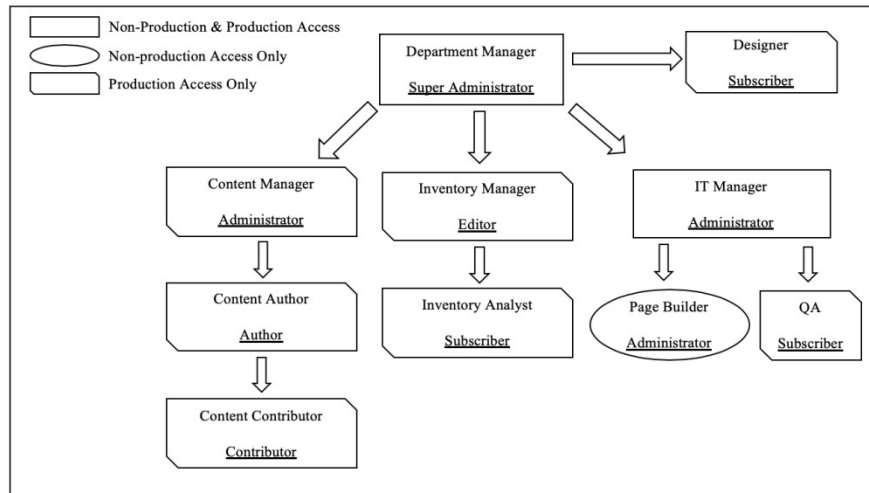 Non-Production & Production Access
Non-production Access Only
Production Access Only
Department Manager
Super Administrator
Designer
Subscriber
Content Manager
Administrator
Inventory Manager
Editor
IT Manager
Administrator
Content Author
Author
Inventory Analyst
Subscriber
Page Builder
Administrator
QA
Subscriber
Content Contributor
Contributor